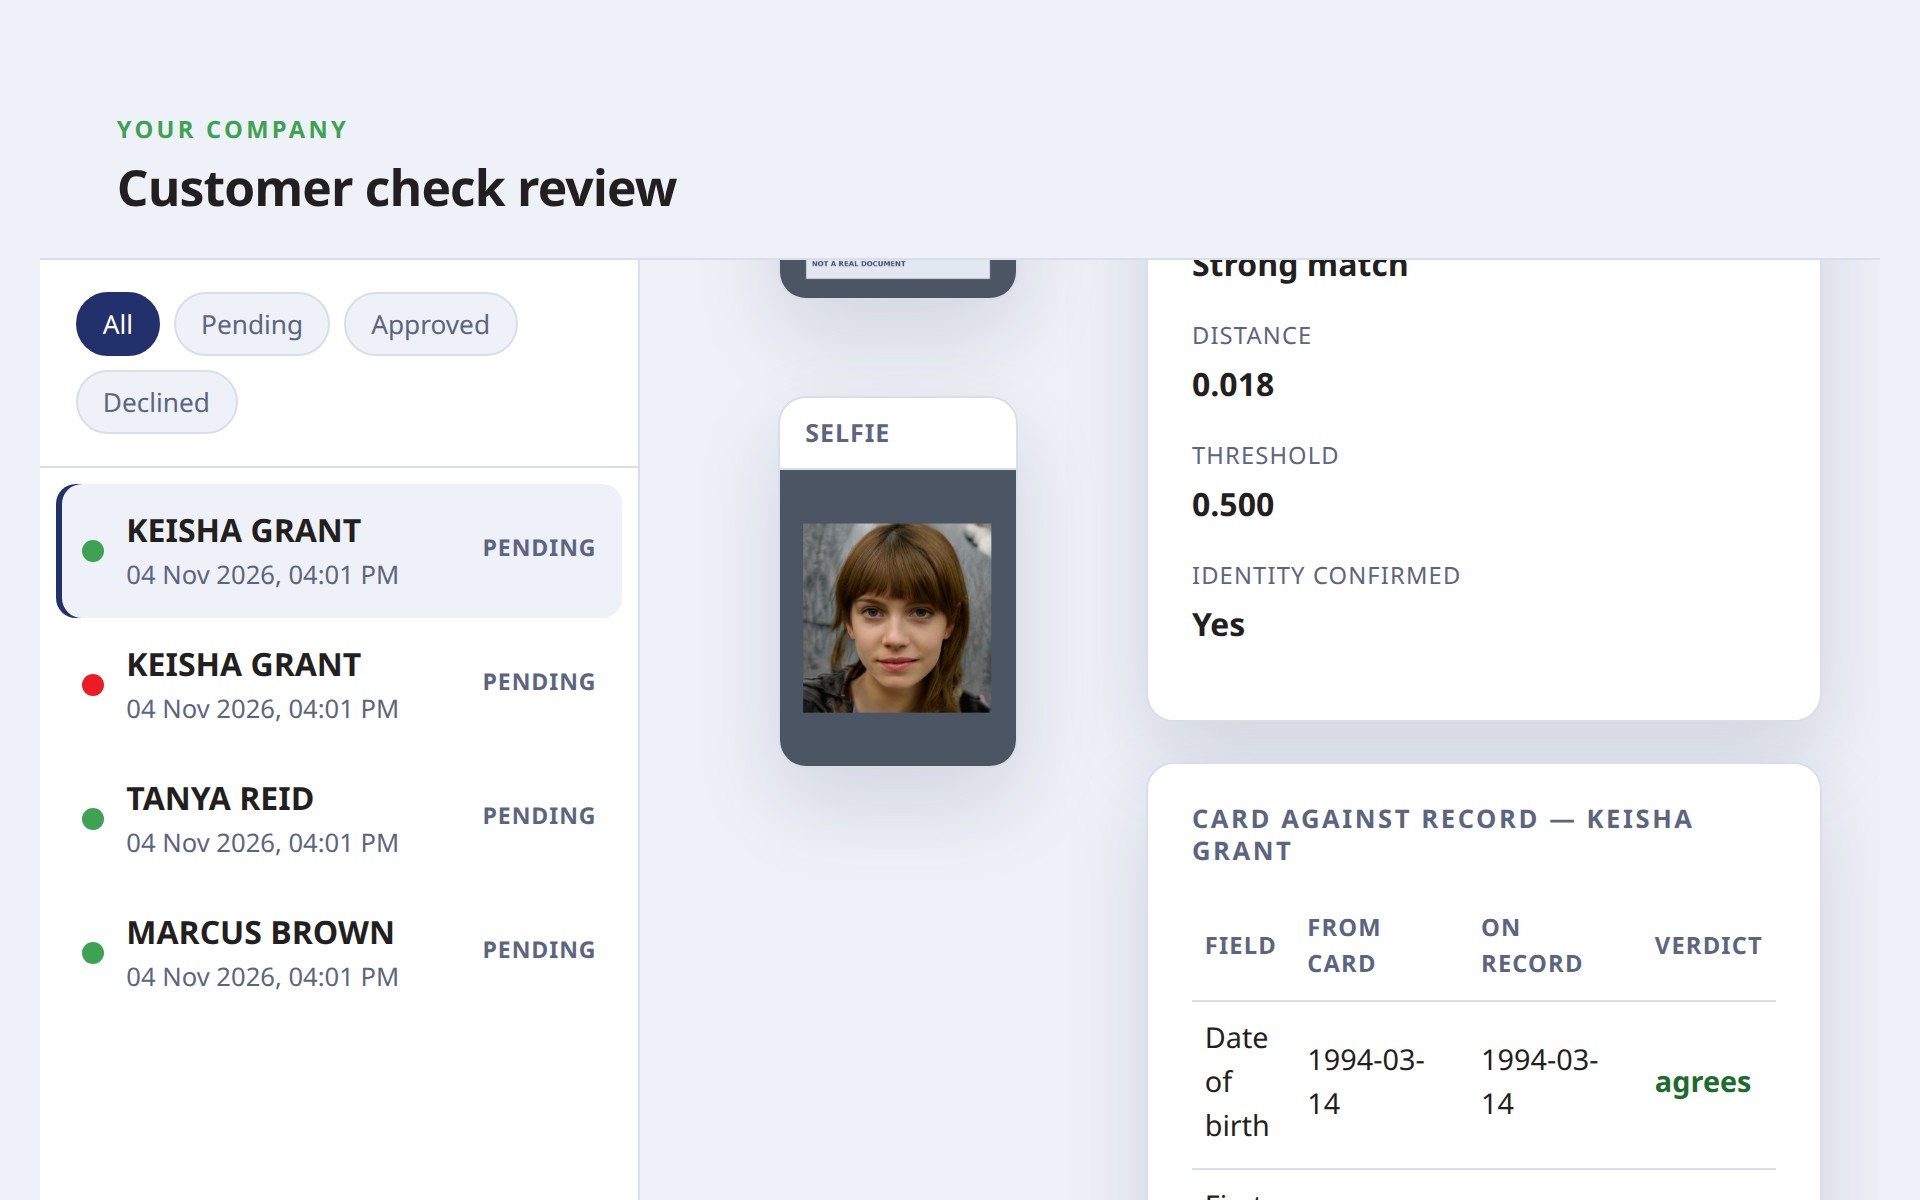 YOUR COMPANY
Customer check review
All
Pending
Approved
Declined
KEISHA GRANT
04 Nov 2026, 04:01 PM
PENDING
KEISHA GRANT
04 Nov 2026, 04:01 PM
PENDING
TANYA REID
04 Nov 2026, 04:01 PM
PENDING
MARCUS BROWN
04 Nov 2026, 04:01 PM
PENDING
NOT A REAL DOCUMENT
SELFIE
Strong match
DISTANCE
0.018
THRESHOLD
0.500
IDENTITY CONFIRMED
Yes
CARD AGAINST RECORD — KEISHA
GRANT
FIELD
FROM
CARD
ON
RECORD
VERDICT
Date
of
birth
1994-03-
14
1994-03-
14
agrees